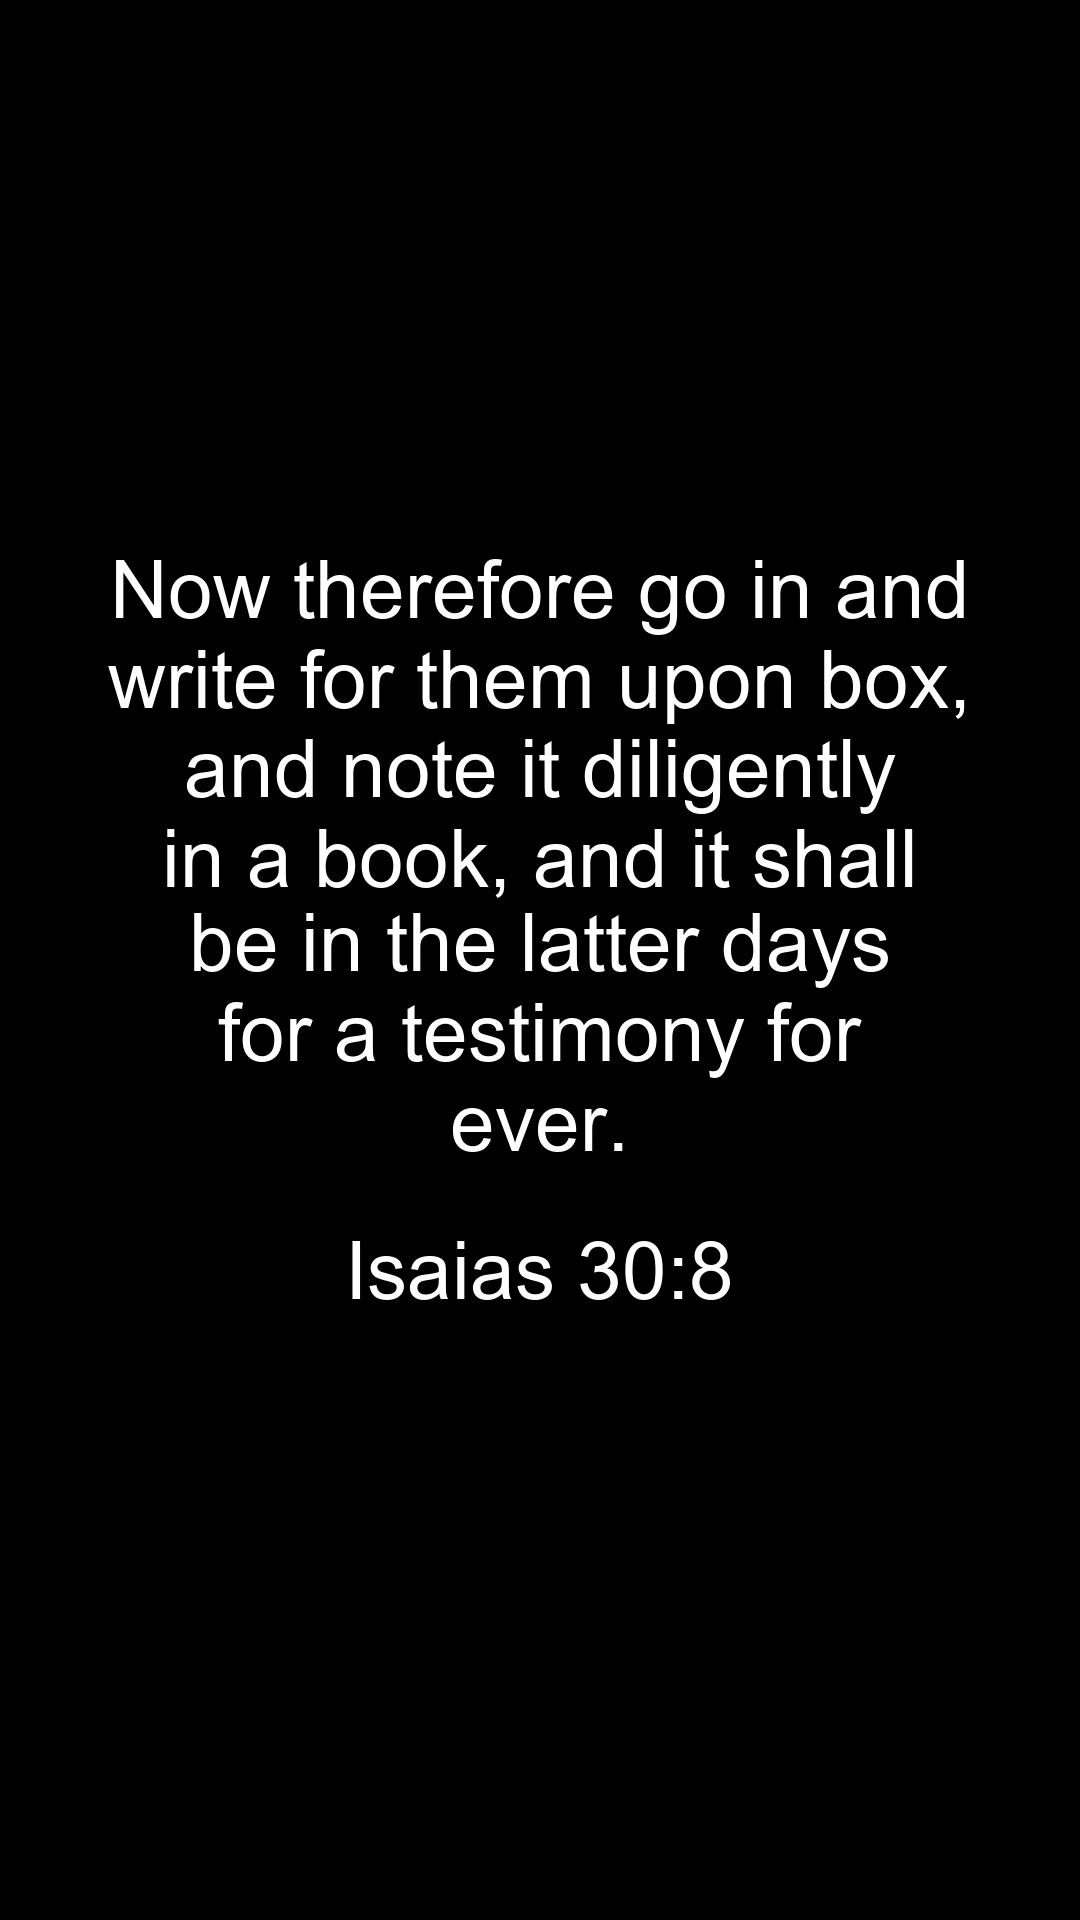 Now therefore go in and
write for them upon box,
and note it diligently
in a book, and it shall
be in the latter days
for a testimony for
ever.
Isaias 30:8